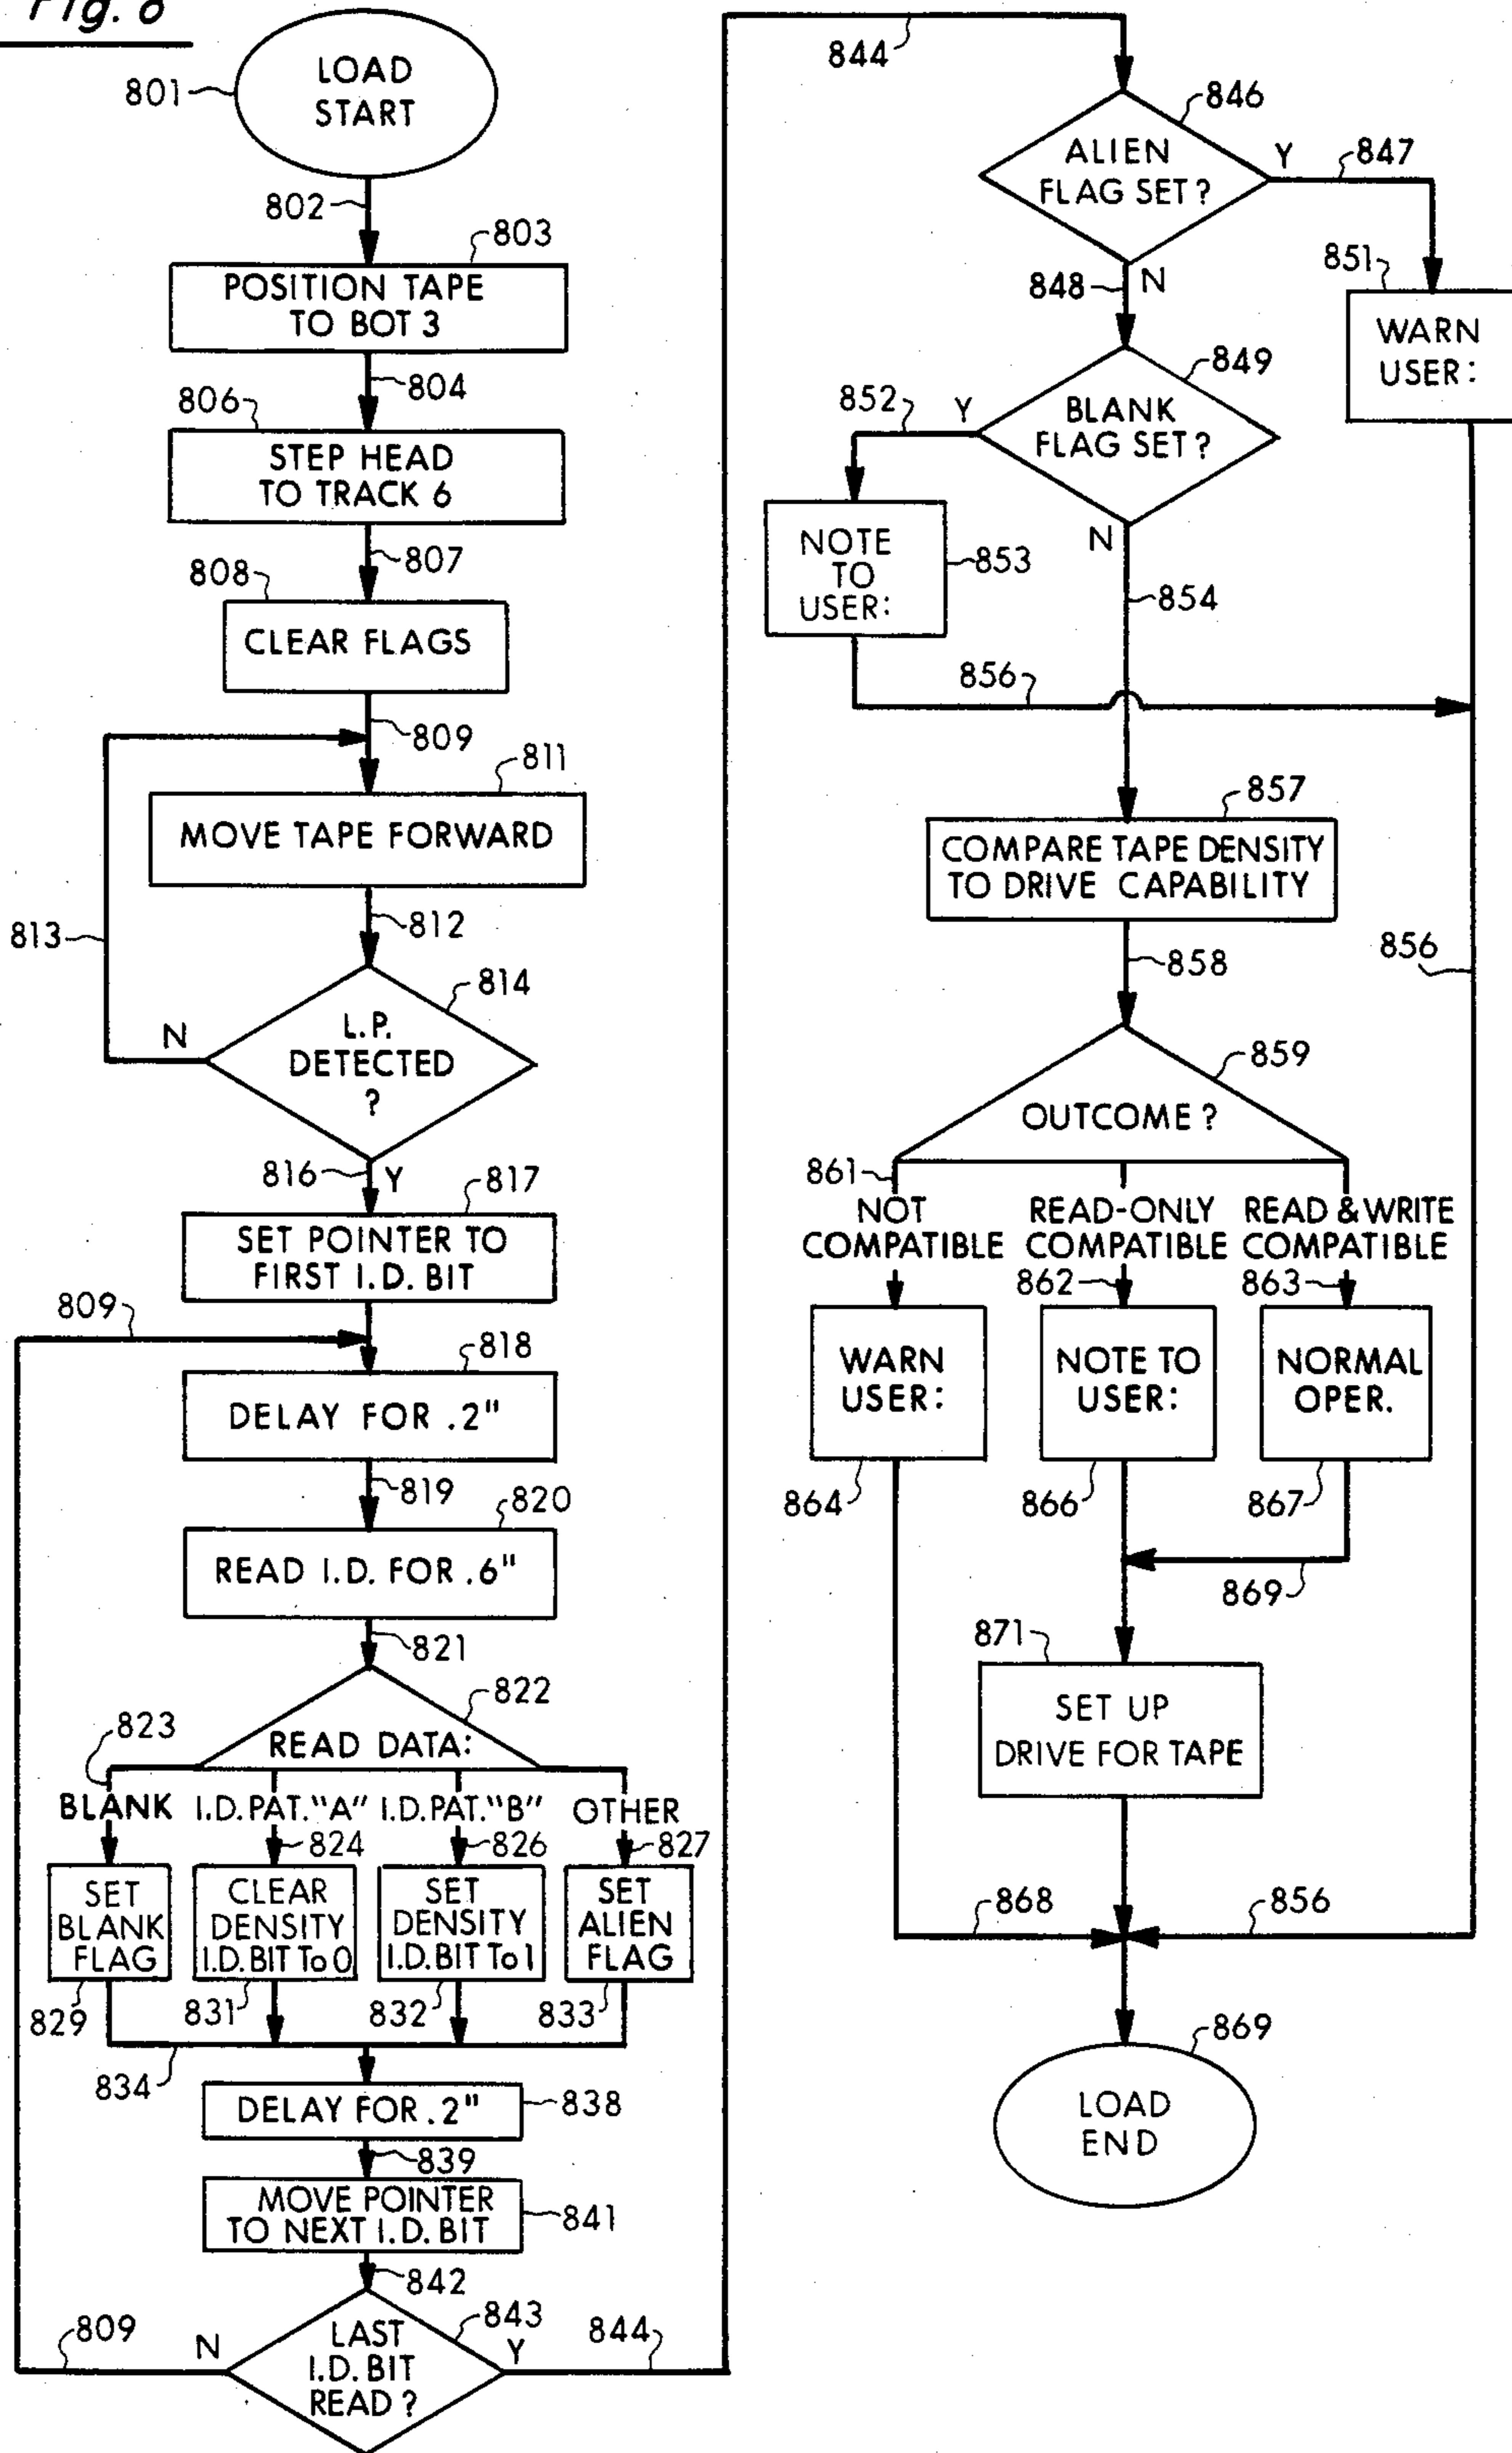 Fig. 8
LOAD
START
801
802
803
POSITION TAPE
TO BOT 3
804
806
STEP HEAD
TO TRACK 6
807
808
CLEAR FLAGS
809
811
MOVE TAPE FORWARD
812
813
814
L.P.
DETECTED
?
N
816
Y
817
SET POINTER TO
FIRST I.D. BIT
809
818
DELAY FOR .2"
819
820
READ I.D. FOR .6"
821
822
READ DATA:
823
BLANK
I.D. PAT. "A"
I.D. PAT. "B"
OTHER
824
826
827
SET
BLANK
FLAG
CLEAR
DENSITY
I.D. BIT To 0
SET
DENSITY
I.D. BIT To 1
SET
ALIEN
FLAG
829
831
832
833
834
DELAY FOR .2"
838
839
MOVE POINTER
TO NEXT I.D. BIT
841
842
843
LAST
I.D. BIT
READ ?
809
N
Y
844
844
846
ALIEN
FLAG SET ?
Y
847
848
N
851
WARN
USER:
849
BLANK
FLAG SET ?
852
Y
N
NOTE
TO
USER:
853
854
856
857
COMPARE TAPE DENSITY
TO DRIVE CAPABILITY
858
856
859
OUTCOME ?
861
NOT
COMPATIBLE
READ-ONLY
COMPATIBLE
READ & WRITE
COMPATIBLE
862
863
WARN
USER:
NOTE TO
USER:
NORMAL
OPER.
864
866
867
869
871
SET UP
DRIVE FOR TAPE
868
856
869
LOAD
END